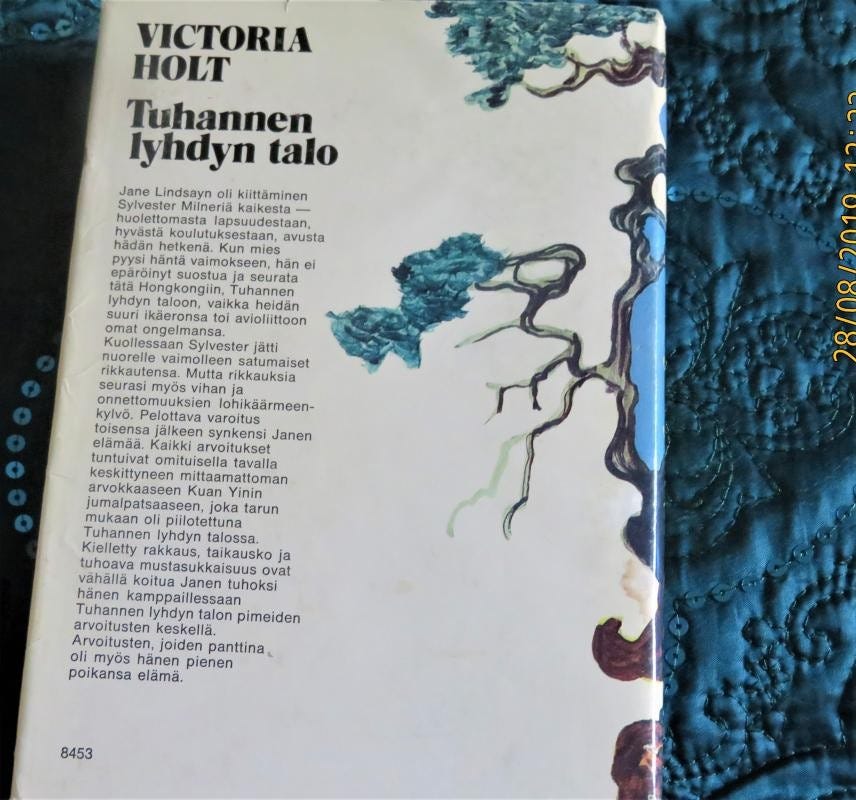 VICTORIA
HOLT
Tuhannen
lyhdyn talo
Jane Lindsayn oli kiittäminen
Sylvester Milneriä kaikesta —
huolettomasta lapsuudestaan,
hyvästä koulutuksestaan, avusta
hädän hetkenä. Kun mies
pyysi häntä vaimokseen, hän ei
epäröinyt suostua ja seurata
tätä Hongkongiin, Tuhannen
lyhdyn taloon, vaikka heidän
suuri ikäeronsa toi avioliittoon
omat ongelmansa.
Kuollessaan Sylvester jätti
nuorelle vaimolleen satumaiset
rikkautensa. Mutta rikkauksia
seurasi myös vihan ja
onnettomuuksien lohikäärmeen-
kylvö. Pelottava varoitus
toisensa jälkeen synkensi Janen
elämää. Kaikki arvoitukset
tuntuivat omituisella tavalla
keskittyneen mittaamattoman
arvokkaaseen Kuan Yinin
jumalpatsaaseen, joka tarun
mukaan oli piilotettuna
Tuhannen lyhdyn talossa.
Kielletty rakkaus, taikausko ja
tuhoava mustasukkaisuus ovat
vähällä koitua Janen tuhoksi
hänen kamppaillessaan
Tuhannen lyhdyn talon pimeiden
arvoitusten keskellä.
Arvoitusten, joiden panttina
oli myös hänen pienen
poikansa elämä.
8453
28/08/2019